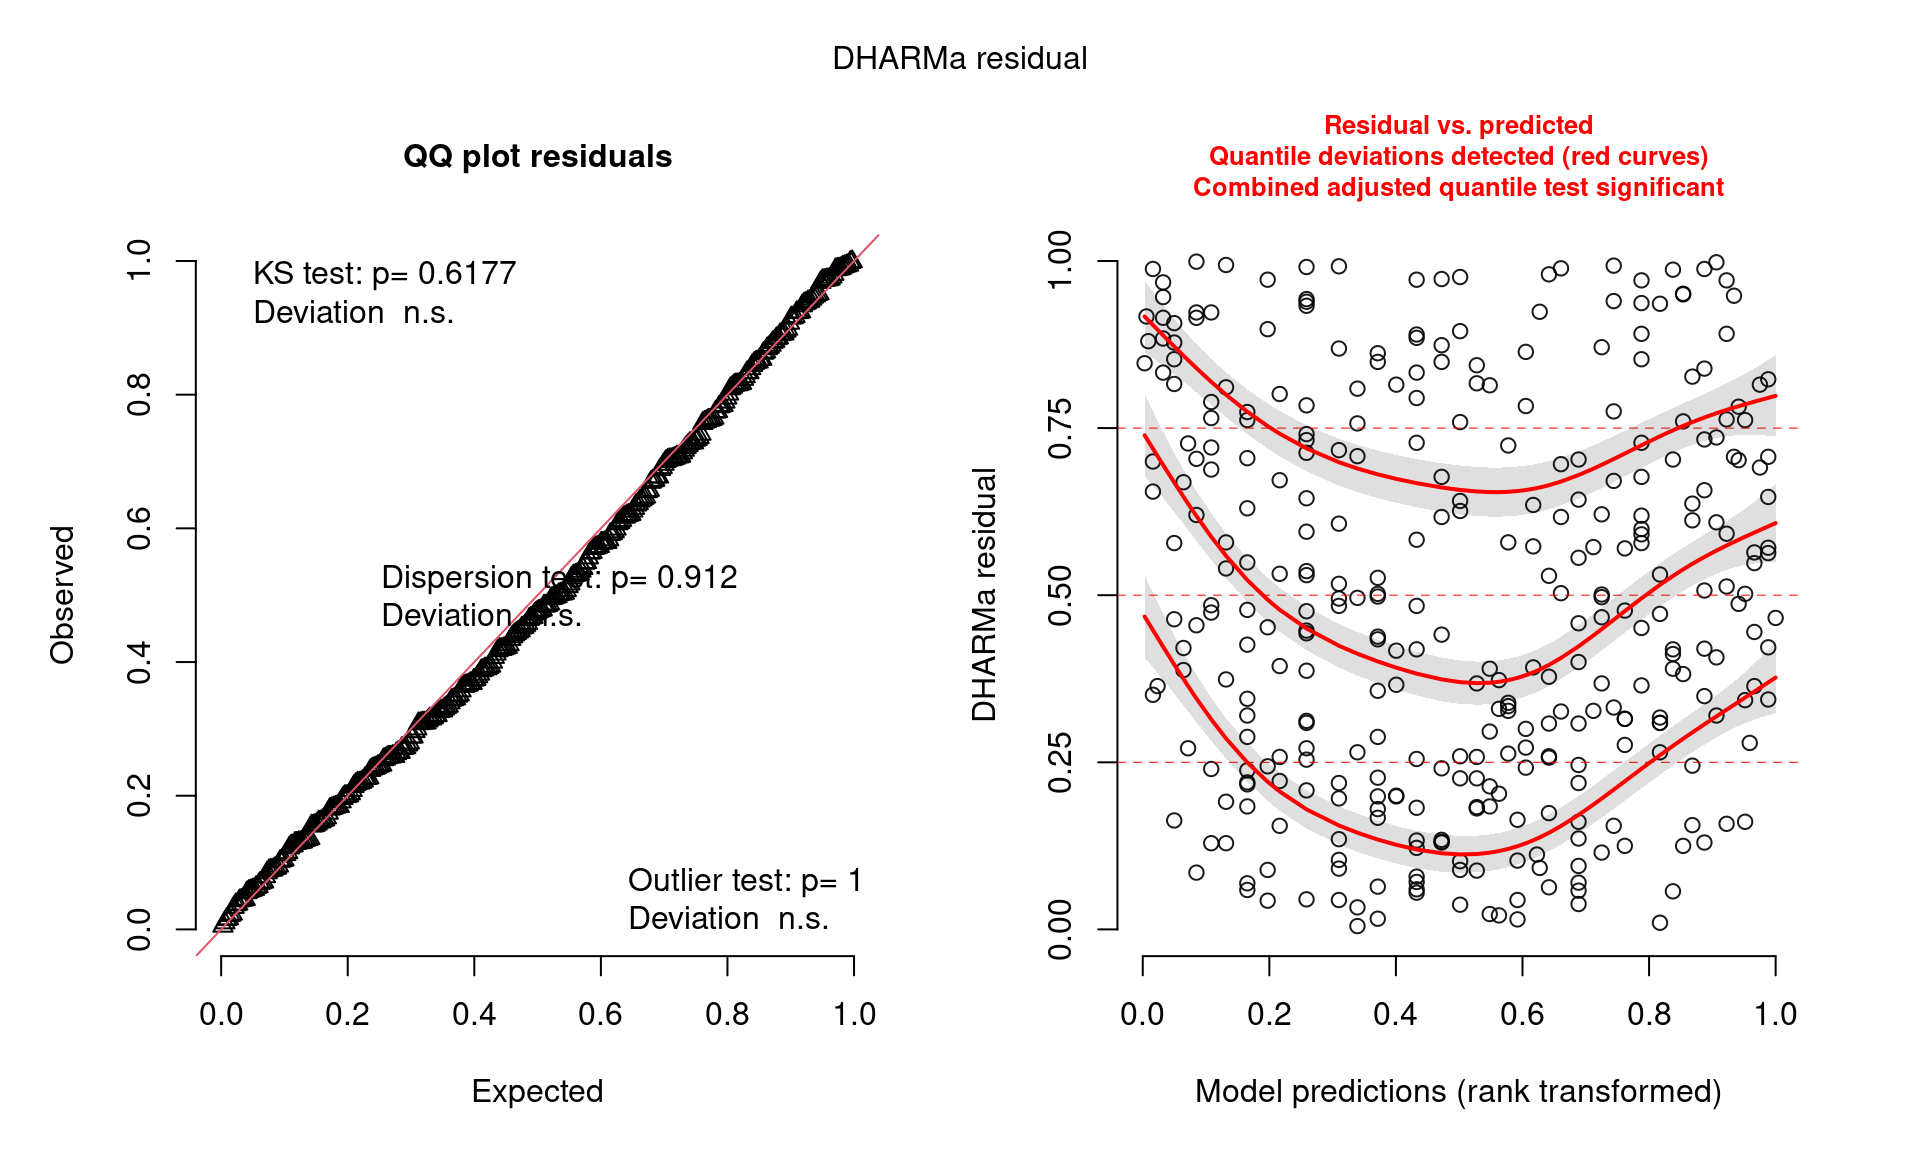 DHARMa residual
QQ plot residuals
KS test: p= 0.6177
Deviation  n.s.
Dispersion test: p= 0.912
Deviation  n.s.
Outlier test: p= 1
Deviation  n.s.
Observed
1.0
0.8
0.6
0.4
0.2
0.0
0.0 0.2 0.4 0.6 0.8 1.0
Expected
Residual vs. predicted
Quantile deviations detected (red curves)
Combined adjusted quantile test significant
DHARMa residual
1.00
0.75
0.50
0.25
0.00
0.0 0.2 0.4 0.6 0.8 1.0
Model predictions (rank transformed)